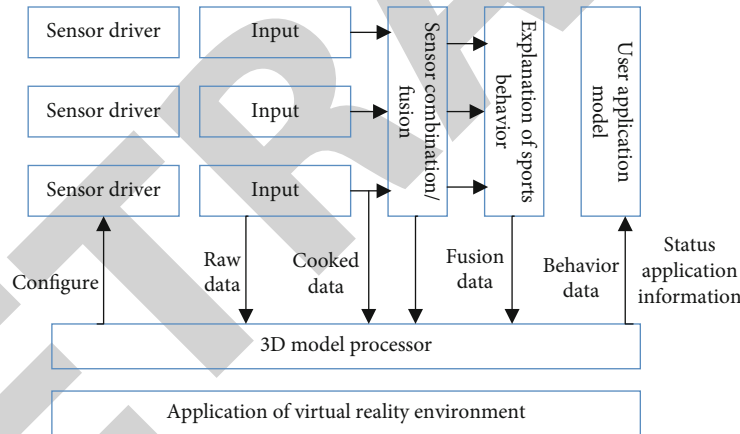 Sensor driver
Input
Sensor driver
Input
Sensor driver
Input
Sensor combination/
fusion
Explanation of sports
behavior
User application
model
Configure
Raw
data
Cooked
data
Fusion
data
Behavior
data
Status
application
information
3D model processor
Application of virtual reality environment